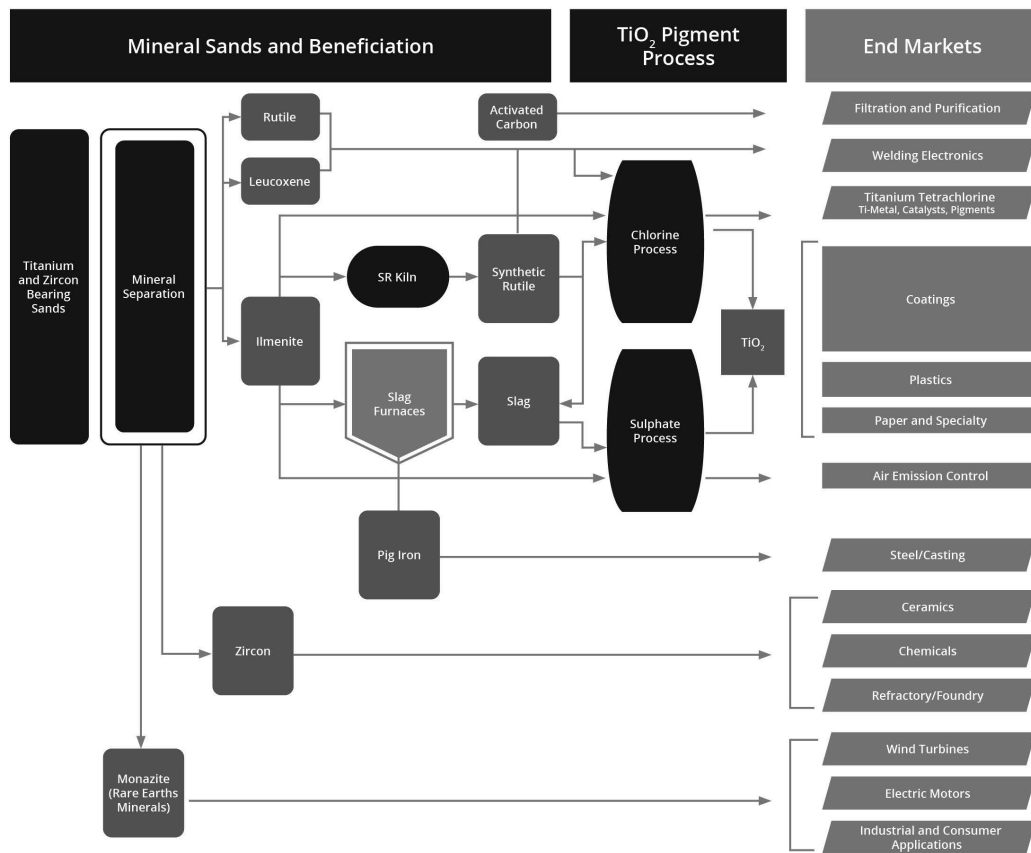 Mineral Sands and Beneficiation
TiO2 Pigment
Process
End Markets
Rutile
Activated
Carbon
Filtration and Purification
Leucoxene
Welding Electronics
Titanium Tetrachlorine
Ti-Metal, Catalysts, Pigments
Titanium
and Zircon
Bearing
Sands
Mineral
Separation
SR Kiln
Synthetic
Rutile
Chlorine
Process
Coatings
Ilmenite
TiO2
Slag
Furnaces
Slag
Plastics
Sulphate
Process
Paper and Specialty
Air Emission Control
Pig Iron
Steel/Casting
Ceramics
Zircon
Chemicals
Refractory/Foundry
Wind Turbines
Monazite
(Rare Earths
Minerals)
Electric Motors
Industrial and Consumer
Applications